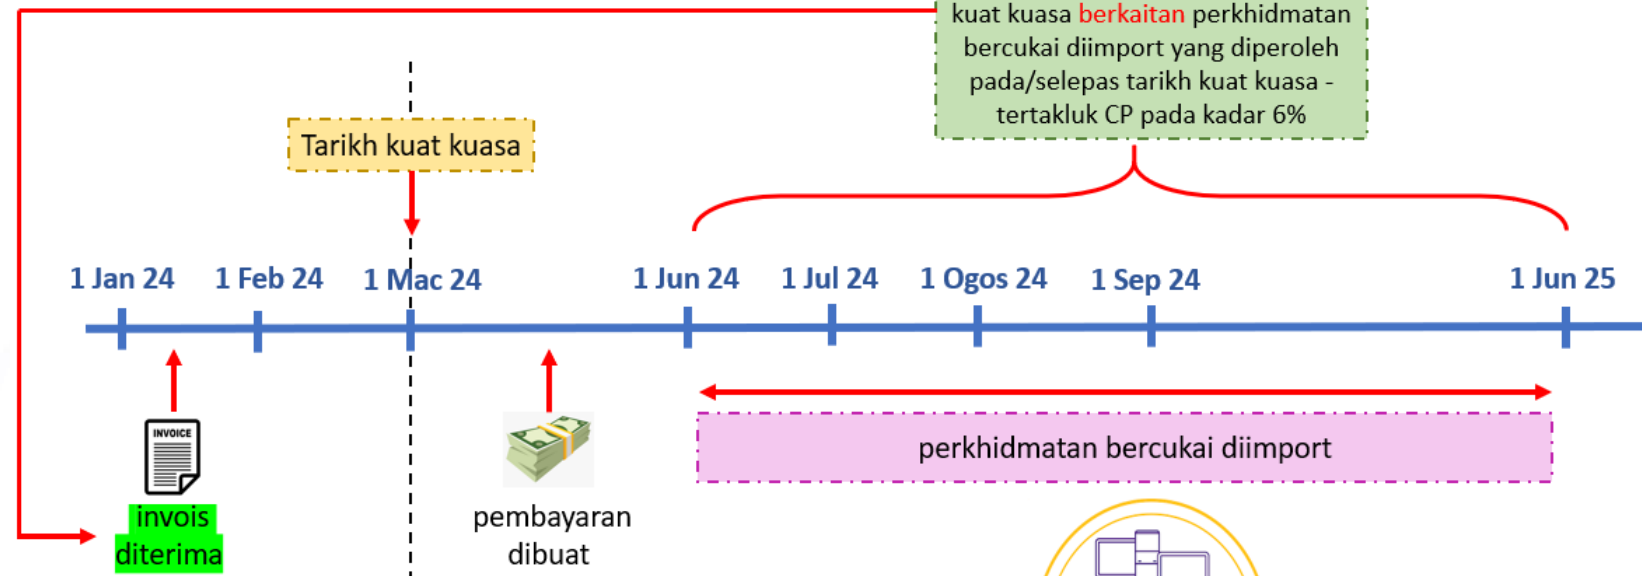 kuat kuasa berkaitan perkhidmatan
bercukai diimport yang diperoleh
pada/selepas tarikh kuat kuasa -
tertakluk CP pada kadar 6%
Tarikh kuat kuasa
1 Jan 24
1 Feb 24
1 Mac 24
1 Jun 24
1 Jul 24
1 Ogos 24
1 Sep 24
1 Jun 25
INVOICE
invois
diterima
pembayaran
dibuat
perkhidmatan bercukai diimport